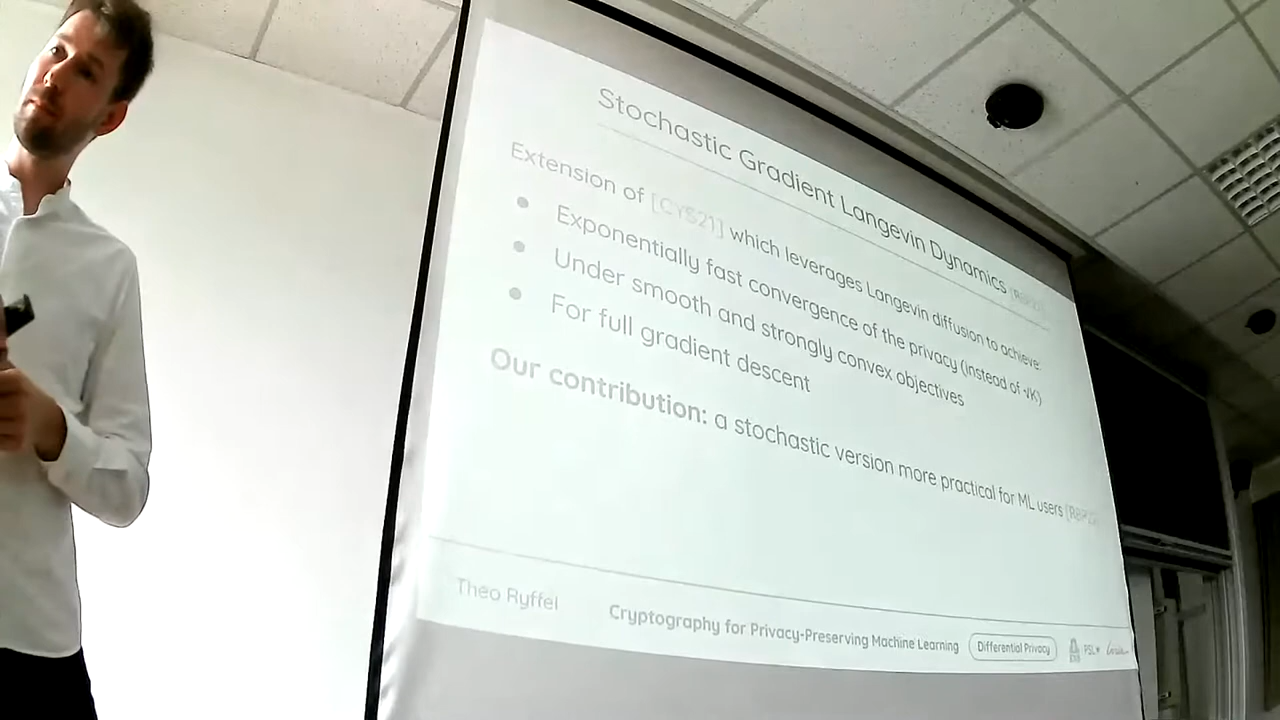 Stochastic Gradient Langevin Dynamics
Extension of [CYS21] which leverages Langevin diffusion to achieve:
• Exponentially fast convergence of the privacy (instead of √K)
• Under smooth and strongly convex objectives
• For full gradient descent
Our contribution: a stochastic version more practical for ML users
Theo Ryffel
Cryptography for Privacy-Preserving Machine Learning
Differential Privacy
PSL